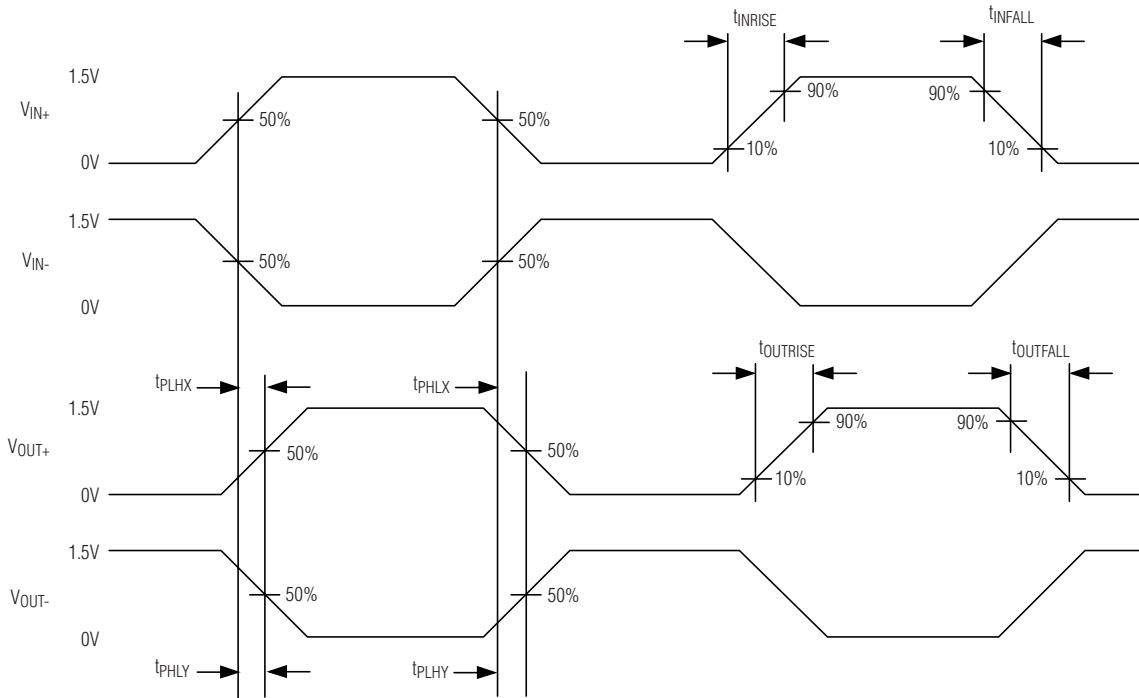 tINRISE
tINFALL
1.5V
VIN+
50%
50%
90%
90%
10%
10%
0V
1.5V
VIN-
50%
50%
0V
tOUTRISE
tOUTFALL
tPLHX
tPHLX
1.5V
VOUT+
50%
50%
90%
90%
10%
10%
0V
1.5V
VOUT-
50%
50%
0V
tPHLY
tPLHY